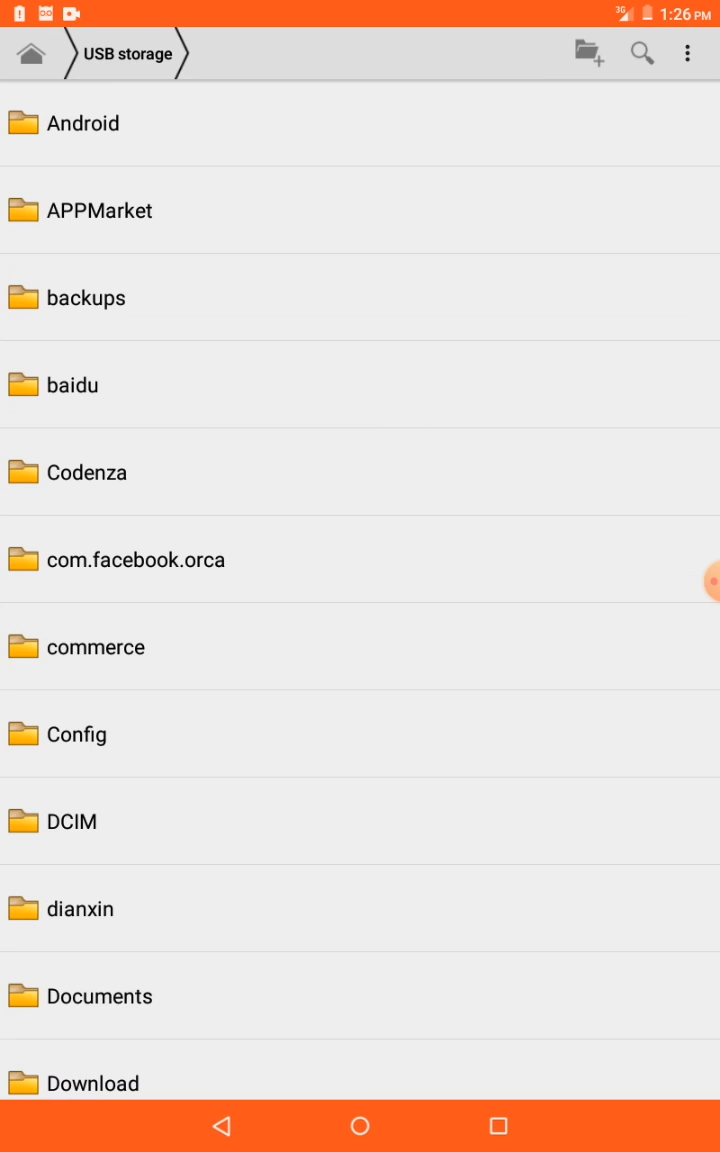 3G 1:26 PM
USB storage
Android
APPMarket
backups
baidu
Codenza
com.facebook.orca
commerce
Config
DCIM
dianxin
Documents
Download